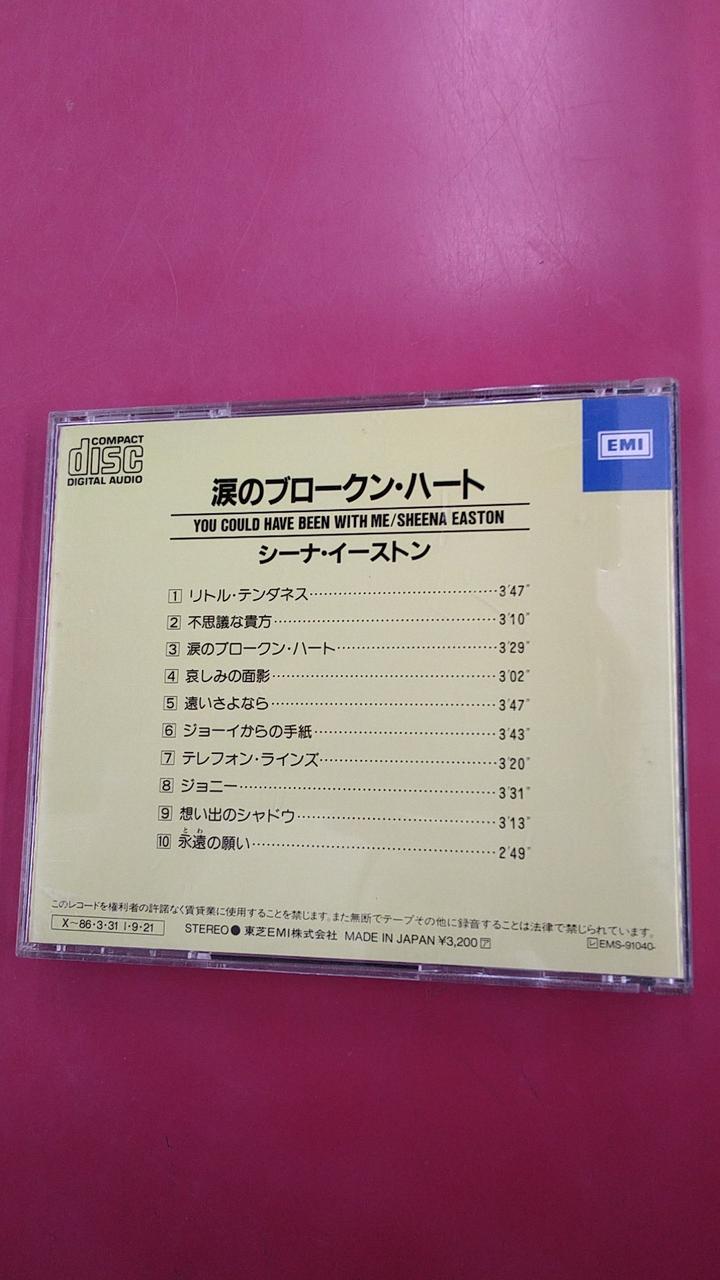 COMPACT
disc
DIGITAL AUDIO
EMI
涙のブロークン・ハート
YOU COULD HAVE BEEN WITH ME/SHEENA EASTON
シーナ・イーストン
1 リトル・テンダネス 3'47"
2 不思議な貴方 3'10"
3 涙のブロークン・ハート 3'29"
4 哀しみの面影 3'02"
5 遠いさよなら 3'47"
6 ジョーイからの手紙 3'43"
7 テレフォン・ラインズ 3'20"
8 ジョニー 3'31"
9 想い出のシャドウ 3'13"
とわ
10 永遠の願い 2'49"
このレコードを権利者の許諾なく賃貸業に使用することを禁じます。また無断でテープその他に録音することは法律で禁じられています。
X〜86・3・31 I・9・21 STEREO● 東芝EMI株式会社 MADE IN JAPAN ¥3,200 ア レ EMS-91040-